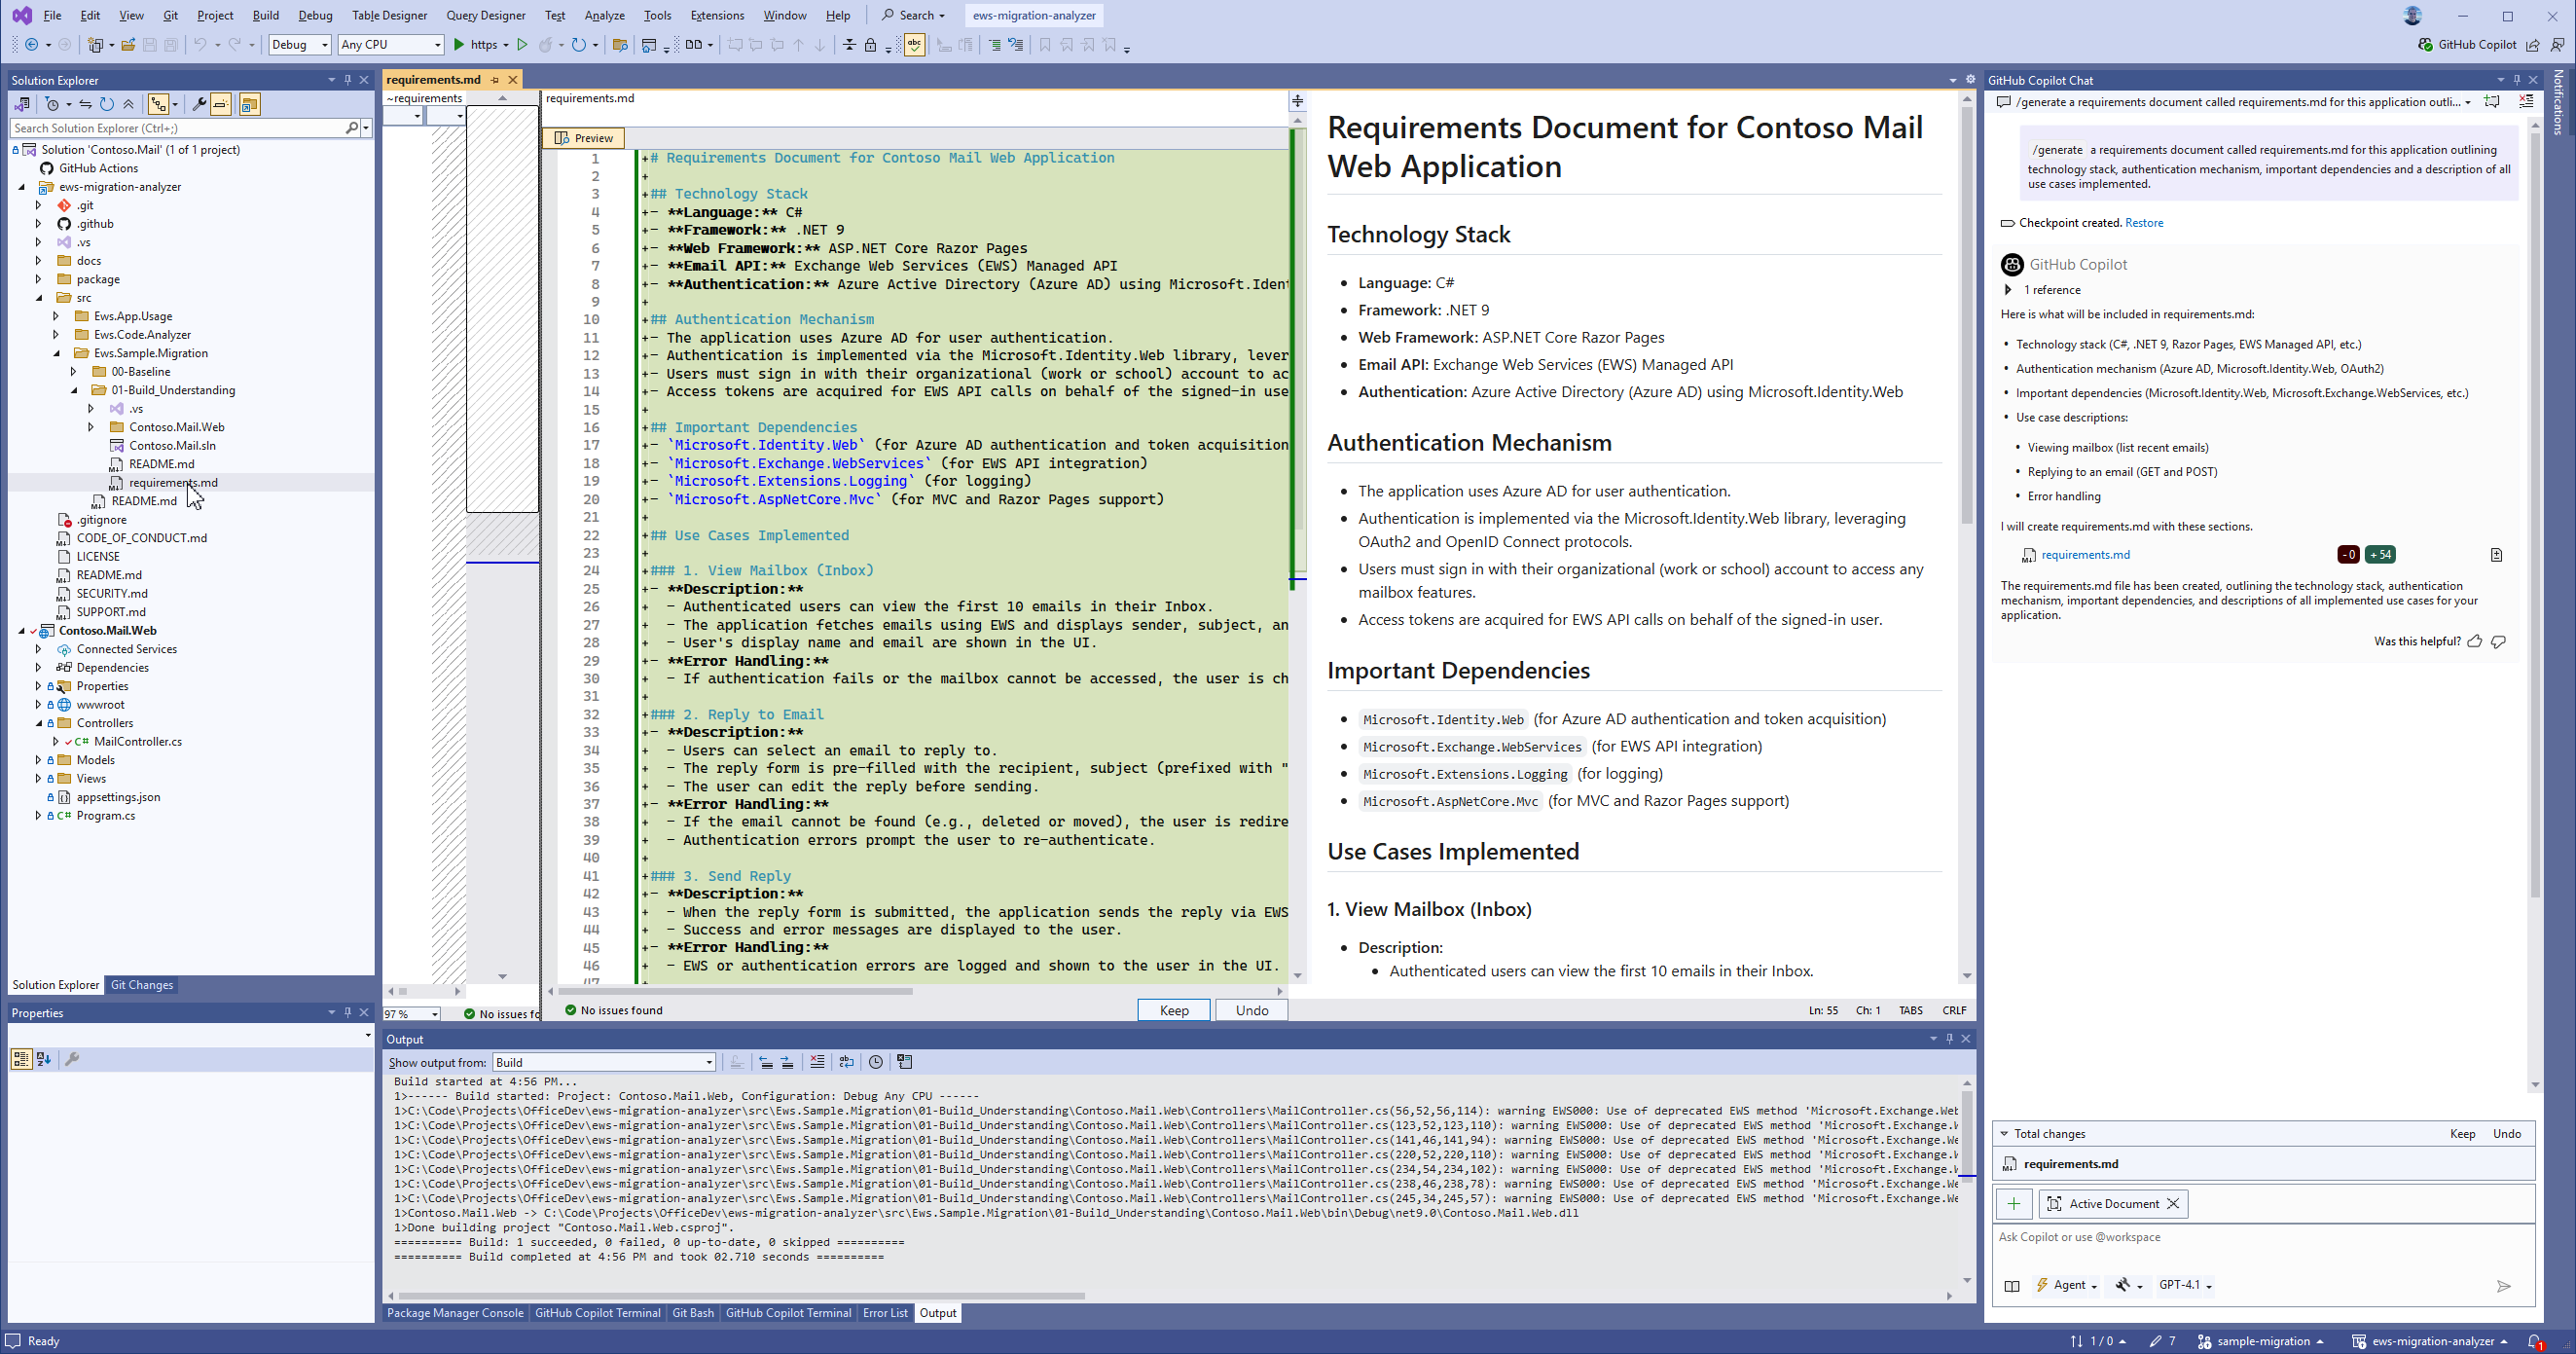 File Edit View Git Project Build Debug Table Designer Query Designer Test Analyze Tools Extensions Window Help Search ews-migration-analyzer
Debug Any CPU https GitHub Copilot
Solution Explorer
Search Solution Explorer (Ctrl+;)
Solution 'Contoso.Mail' (1 of 1 project)
GitHub Actions
ews-migration-analyzer
.git
.github
.vs
docs
package
src
Ews.App.Usage
Ews.Code.Analyzer
Ews.Sample.Migration
00-Baseline
01-Build_Understanding
.vs
Contoso.Mail.Web
Contoso.Mail.sln
README.md
requirements.md
README.md
.gitignore
CODE_OF_CONDUCT.md
LICENSE
README.md
SECURITY.md
SUPPORT.md
Contoso.Mail.Web
Connected Services
Dependencies
Properties
wwwroot
Controllers
C# MailController.cs
Models
Views
appsettings.json
C# Program.cs
Solution Explorer Git Changes
Properties
requirements.md
~requirements
requirements.md
Preview
1 +# Requirements Document for Contoso Mail Web Application
2 +
3 +## Technology Stack
4 +- **Language:** C#
5 +- **Framework:** .NET 9
6 +- **Web Framework:** ASP.NET Core Razor Pages
7 +- **Email API:** Exchange Web Services (EWS) Managed API
8 +- **Authentication:** Azure Active Directory (Azure AD) using Microsoft.Ident
9 +
10 +## Authentication Mechanism
11 +- The application uses Azure AD for user authentication.
12 +- Authentication is implemented via the Microsoft.Identity.Web library, lever
13 +- Users must sign in with their organizational (work or school) account to ac
14 +- Access tokens are acquired for EWS API calls on behalf of the signed-in use
15 +
16 +## Important Dependencies
17 +- `Microsoft.Identity.Web` (for Azure AD authentication and token acquisition
18 +- `Microsoft.Exchange.WebServices` (for EWS API integration)
19 +- `Microsoft.Extensions.Logging` (for logging)
20 +- `Microsoft.AspNetCore.Mvc` (for MVC and Razor Pages support)
21 +
22 +## Use Cases Implemented
23 +
24 +### 1. View Mailbox (Inbox)
25 +- **Description:**
26 + - Authenticated users can view the first 10 emails in their Inbox.
27 + - The application fetches emails using EWS and displays sender, subject, an
28 + - User's display name and email are shown in the UI.
29 +- **Error Handling:**
30 + - If authentication fails or the mailbox cannot be accessed, the user is ch
31 +
32 +### 2. Reply to Email
33 +- **Description:**
34 + - Users can select an email to reply to.
35 + - The reply form is pre-filled with the recipient, subject (prefixed with "
36 + - The user can edit the reply before sending.
37 +- **Error Handling:**
38 + - If the email cannot be found (e.g., deleted or moved), the user is redire
39 + - Authentication errors prompt the user to re-authenticate.
40 +
41 +### 3. Send Reply
42 +- **Description:**
43 + - When the reply form is submitted, the application sends the reply via EWS
44 + - Success and error messages are displayed to the user.
45 +- **Error Handling:**
46 + - EWS or authentication errors are logged and shown to the user in the UI.
47 +
97 % No issues fo No issues found Keep Undo Ln: 55 Ch: 1 TABS CRLF
Requirements Document for Contoso Mail
Web Application
Technology Stack
• Language: C#
• Framework: .NET 9
• Web Framework: ASP.NET Core Razor Pages
• Email API: Exchange Web Services (EWS) Managed API
• Authentication: Azure Active Directory (Azure AD) using Microsoft.Identity.Web
Authentication Mechanism
• The application uses Azure AD for user authentication.
• Authentication is implemented via the Microsoft.Identity.Web library, leveraging
OAuth2 and OpenID Connect protocols.
• Users must sign in with their organizational (work or school) account to access any
mailbox features.
• Access tokens are acquired for EWS API calls on behalf of the signed-in user.
Important Dependencies
• Microsoft.Identity.Web (for Azure AD authentication and token acquisition)
• Microsoft.Exchange.WebServices (for EWS API integration)
• Microsoft.Extensions.Logging (for logging)
• Microsoft.AspNetCore.Mvc (for MVC and Razor Pages support)
Use Cases Implemented
1. View Mailbox (Inbox)
• Description:
• Authenticated users can view the first 10 emails in their Inbox.
Output
Show output from: Build
Build started at 4:56 PM...
1>------ Build started: Project: Contoso.Mail.Web, Configuration: Debug Any CPU ------
1>C:\Code\Projects\OfficeDev\ews-migration-analyzer\src\Ews.Sample.Migration\01-Build_Understanding\Contoso.Mail.Web\Controllers\MailController.cs(56,52,56,114): warning EWS000: Use of deprecated EWS method 'Microsoft.Exchange.Web
1>C:\Code\Projects\OfficeDev\ews-migration-analyzer\src\Ews.Sample.Migration\01-Build_Understanding\Contoso.Mail.Web\Controllers\MailController.cs(123,52,123,110): warning EWS000: Use of deprecated EWS method 'Microsoft.Exchange.W
1>C:\Code\Projects\OfficeDev\ews-migration-analyzer\src\Ews.Sample.Migration\01-Build_Understanding\Contoso.Mail.Web\Controllers\MailController.cs(141,46,141,94): warning EWS000: Use of deprecated EWS method 'Microsoft.Exchange.We
1>C:\Code\Projects\OfficeDev\ews-migration-analyzer\src\Ews.Sample.Migration\01-Build_Understanding\Contoso.Mail.Web\Controllers\MailController.cs(220,52,220,110): warning EWS000: Use of deprecated EWS method 'Microsoft.Exchange.W
1>C:\Code\Projects\OfficeDev\ews-migration-analyzer\src\Ews.Sample.Migration\01-Build_Understanding\Contoso.Mail.Web\Controllers\MailController.cs(234,54,234,102): warning EWS000: Use of deprecated EWS method 'Microsoft.Exchange.W
1>C:\Code\Projects\OfficeDev\ews-migration-analyzer\src\Ews.Sample.Migration\01-Build_Understanding\Contoso.Mail.Web\Controllers\MailController.cs(238,46,238,78): warning EWS000: Use of deprecated EWS method 'Microsoft.Exchange.We
1>C:\Code\Projects\OfficeDev\ews-migration-analyzer\src\Ews.Sample.Migration\01-Build_Understanding\Contoso.Mail.Web\Controllers\MailController.cs(245,34,245,57): warning EWS000: Use of deprecated EWS method 'Microsoft.Exchange.We
1>Contoso.Mail.Web -> C:\Code\Projects\OfficeDev\ews-migration-analyzer\src\Ews.Sample.Migration\01-Build_Understanding\Contoso.Mail.Web\bin\Debug\net9.0\Contoso.Mail.Web.dll
1>Done building project "Contoso.Mail.Web.csproj".
========== Build: 1 succeeded, 0 failed, 0 up-to-date, 0 skipped ==========
========== Build completed at 4:56 PM and took 02.710 seconds ==========
Package Manager Console GitHub Copilot Terminal Git Bash GitHub Copilot Terminal Error List Output
GitHub Copilot Chat
/generate a requirements document called requirements.md for this application outli...
/generate a requirements document called requirements.md for this application outlining
technology stack, authentication mechanism, important dependencies and a description of all
use cases implemented.
Checkpoint created. Restore
GitHub Copilot
1 reference
Here is what will be included in requirements.md:
• Technology stack (C#, .NET 9, Razor Pages, EWS Managed API, etc.)
• Authentication mechanism (Azure AD, Microsoft.Identity.Web, OAuth2)
• Important dependencies (Microsoft.Identity.Web, Microsoft.Exchange.WebServices, etc.)
• Use case descriptions:
• Viewing mailbox (list recent emails)
• Replying to an email (GET and POST)
• Error handling
I will create requirements.md with these sections.
requirements.md -0 +54
The requirements.md file has been created, outlining the technology stack, authentication
mechanism, important dependencies, and descriptions of all implemented use cases for your
application.
Was this helpful?
Total changes Keep Undo
requirements.md
Active Document
Ask Copilot or use @workspace
Agent GPT-4.1
Notifications
Ready 1 / 0 7 sample-migration ews-migration-analyzer 1